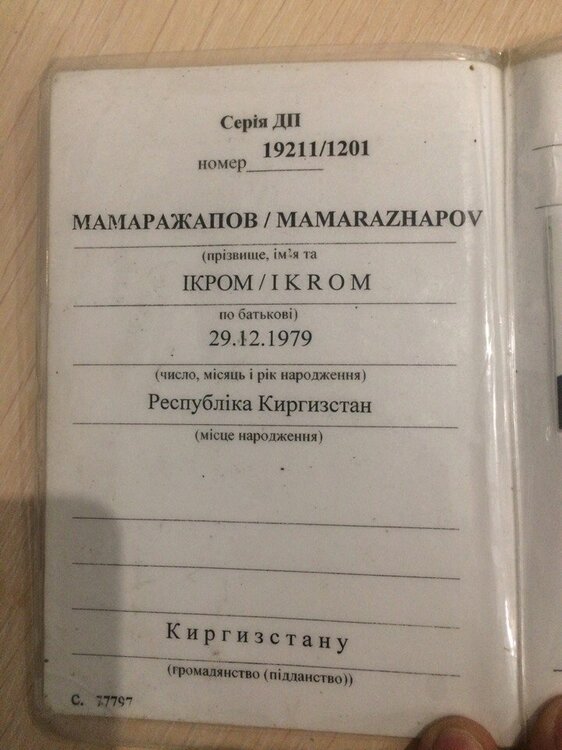 Серія ДП
номер 19211/1201
МАМАРАЖАПОВ / MAMARAZHAPOV
(прізвище, ім'я та
ІКРОМ / I K R O M
по батькові)
29.12.1979
(число, місяць і рік народження)
Республіка Киргизстан
(місце народження)
Киргизстану
(громадянство (підданство))
С. 77797